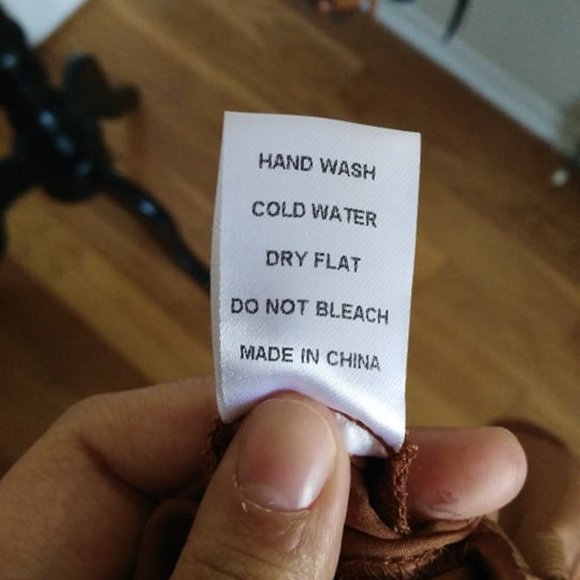 HAND WASH
COLD WATER
DRY FLAT
DO NOT BLEACH
MADE IN CHINA